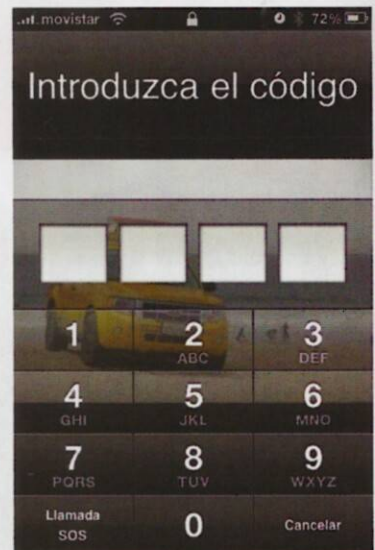 movistar 72%
Introduzca el código
1 2 3
ABC DEF
4 5 6
GHI JKL MNO
7 8 9
PQRS TUV WXYZ
Llamada SOS 0 Cancelar